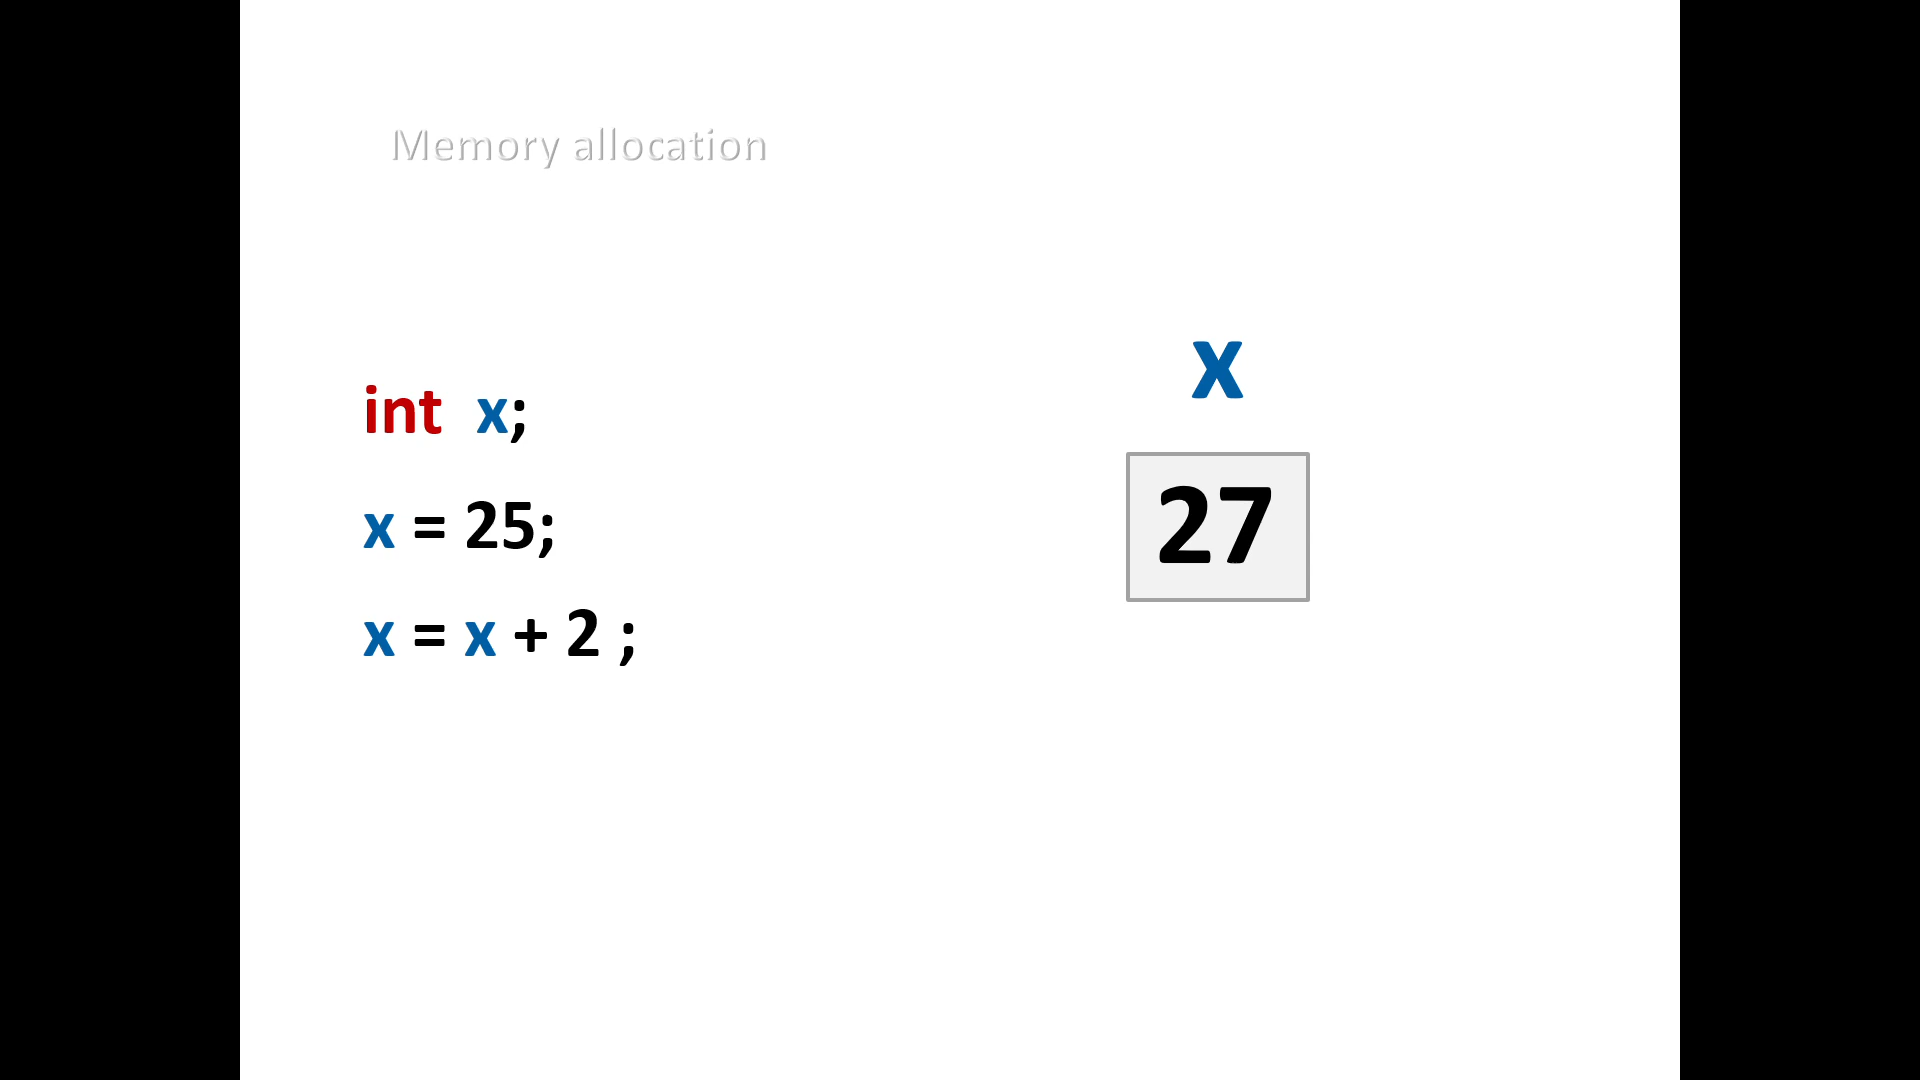 Memory allocation
int x;
x = 25;
x = x + 2 ;
x
27